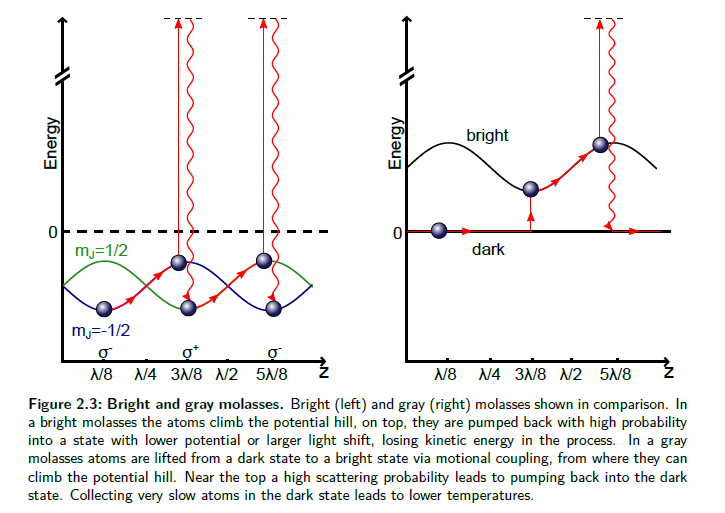 Energy
0
mJ=1/2
mJ=-1/2
σ- σ+ σ-
λ/8 λ/4 3λ/8 λ/2 5λ/8 z
Energy
bright
0
dark
λ/8 λ/4 3λ/8 λ/2 5λ/8 z
Figure 2.3: Bright and gray molasses. Bright (left) and gray (right) molasses shown in comparison. In
a bright molasses the atoms climb the potential hill, on top, they are pumped back with high probability
into a state with lower potential or larger light shift, losing kinetic energy in the process. In a gray
molasses atoms are lifted from a dark state to a bright state via motional coupling, from where they can
climb the potential hill. Near the top a high scattering probability leads to pumping back into the dark
state. Collecting very slow atoms in the dark state leads to lower temperatures.